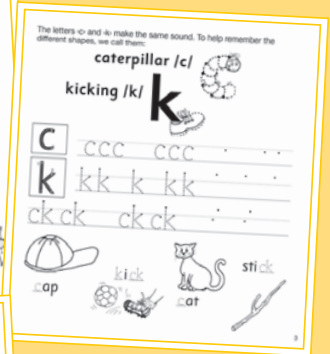 The letters ‹c› and ‹k› make the same sound. To help remember the
different shapes, we call them:
caterpillar /c/
kicking /k/
k
c ccc ccc
k kk k kk
ck ck ck ck
cap
kick
cat
stick
3